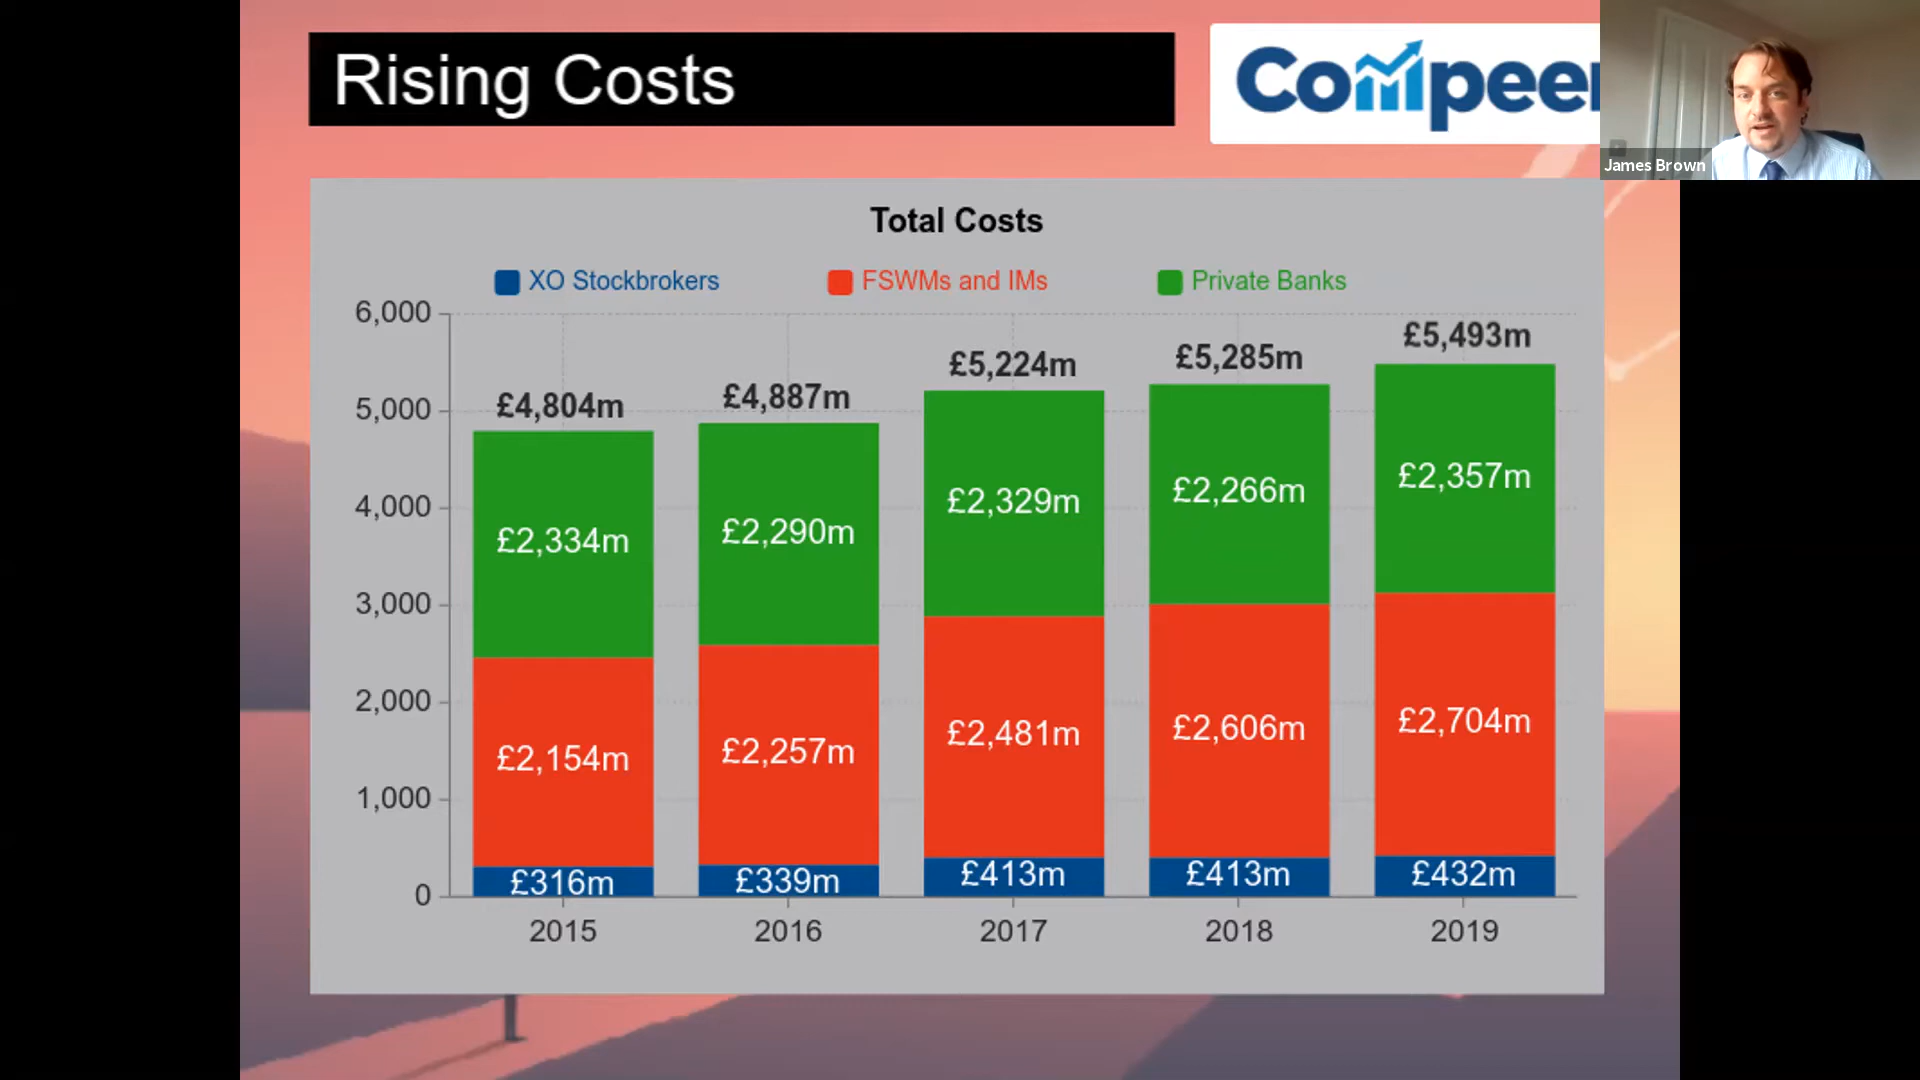 Rising Costs
Compeer
James Brown
Total Costs
XO Stockbrokers FSWMs and IMs Private Banks
6,000
5,000
4,000
3,000
2,000
1,000
0
£4,804m £4,887m £5,224m £5,285m £5,493m
£2,334m £2,290m £2,329m £2,266m £2,357m
£2,154m £2,257m £2,481m £2,606m £2,704m
£316m £339m £413m £413m £432m
2015 2016 2017 2018 2019